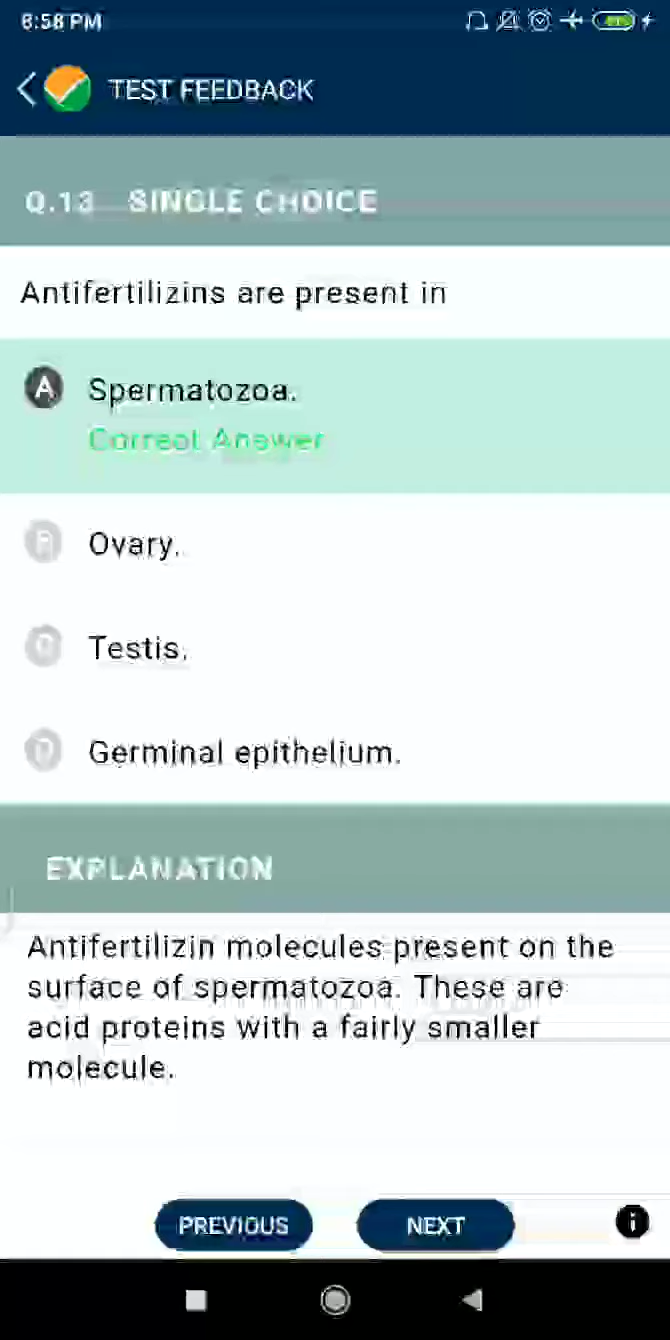 6:58 PM
TEST FEEDBACK
Q.13 SINGLE CHOICE
Antifertilizins are present in
A Spermatozoa.
Correct Answer
Ovary.
Testis.
D Germinal epithelium.
EXPLANATION
Antifertilizin molecules present on the
surface of spermatozoa. These are
acid proteins with a fairly smaller
molecule.
PREVIOUS NEXT